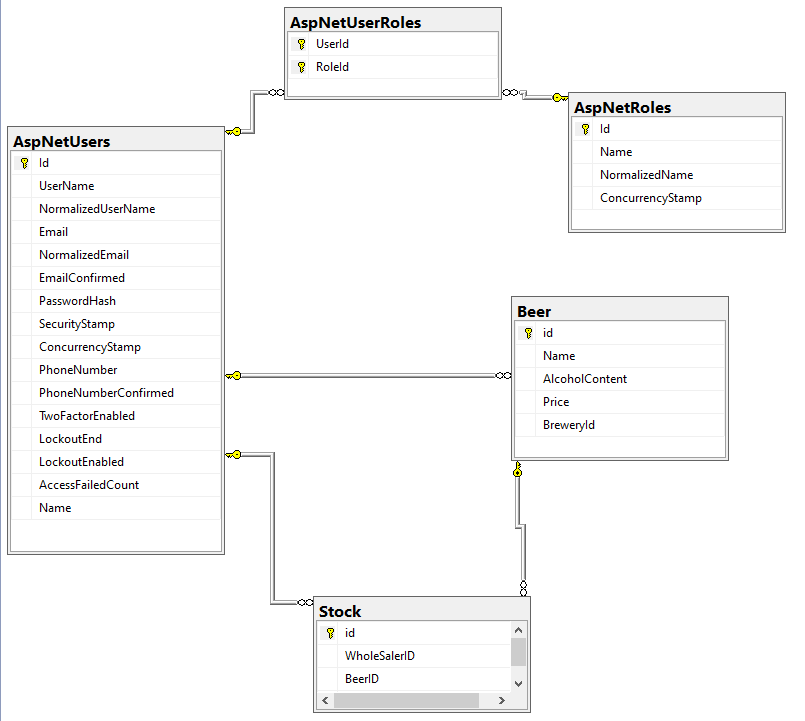 AspNetUserRoles
UserId
RoleId
AspNetRoles
Id
Name
NormalizedName
ConcurrencyStamp
AspNetUsers
Id
UserName
NormalizedUserName
Email
NormalizedEmail
EmailConfirmed
PasswordHash
SecurityStamp
ConcurrencyStamp
PhoneNumber
PhoneNumberConfirmed
TwoFactorEnabled
LockoutEnd
LockoutEnabled
AccessFailedCount
Name
Beer
id
Name
AlcoholContent
Price
BreweryId
Stock
id
WholeSalerID
BeerID